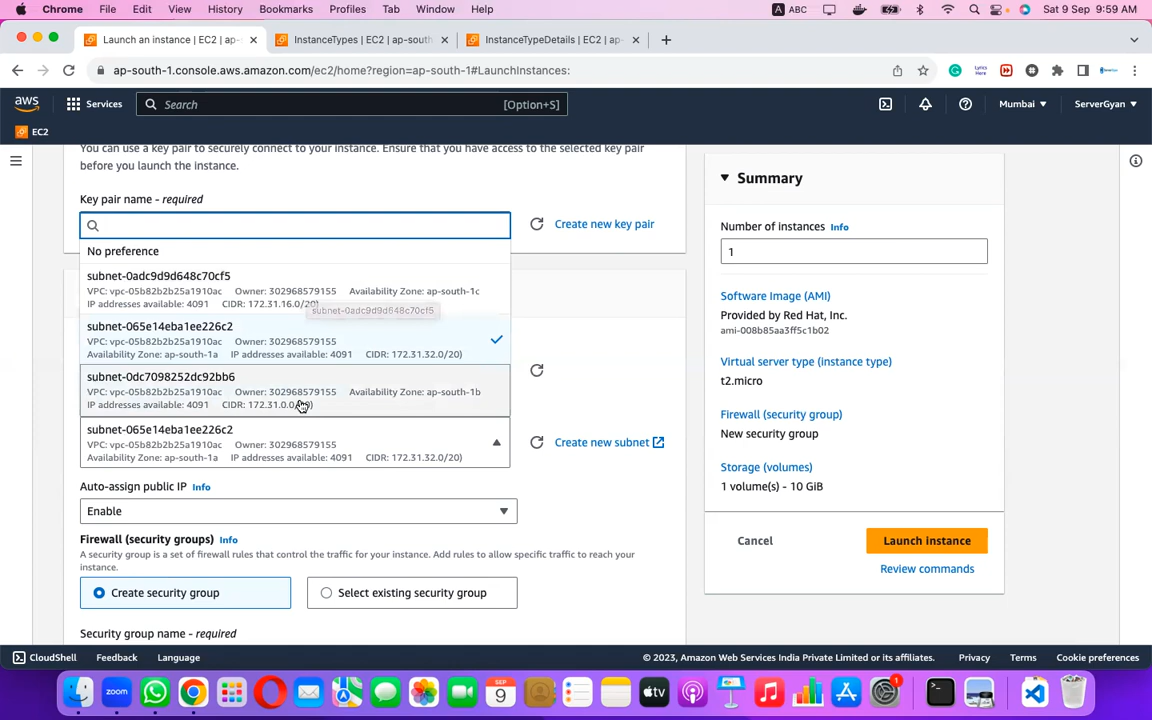 Chrome File Edit View History Bookmarks Profiles Tab Window Help A ABC Sat 9 Sep 9:59 AM
Launch an instance | EC2 | ap- InstanceTypes | EC2 | ap-south InstanceTypeDetails | EC2 | ap-
ap-south-1.console.aws.amazon.com/ec2/home?region=ap-south-1#LaunchInstances:
aws Services Search [Option+S] Mumbai ServerGyan
EC2
You can use a key pair to securely connect to your instance. Ensure that you have access to the selected key pair
before you launch the instance.
Key pair name - required
Create new key pair
No preference
subnet-0adc9d9d648c70cf5
VPC: vpc-05b82b2b25a1910ac Owner: 302968579155 Availability Zone: ap-south-1c
IP addresses available: 4091 CIDR: 172.31.16.0/20)
subnet-0adc9d9d648c70cf5
subnet-065e14eba1ee226c2
VPC: vpc-05b82b2b25a1910ac Owner: 302968579155
Availability Zone: ap-south-1a IP addresses available: 4091 CIDR: 172.31.32.0/20)
subnet-0dc7098252dc92bb6
VPC: vpc-05b82b2b25a1910ac Owner: 302968579155 Availability Zone: ap-south-1b
IP addresses available: 4091 CIDR: 172.31.0.0
subnet-065e14eba1ee226c2
VPC: vpc-05b82b2b25a1910ac Owner: 302968579155
Availability Zone: ap-south-1a IP addresses available: 4091 CIDR: 172.31.32.0/20)
Create new subnet
Auto-assign public IP Info
Enable
Firewall (security groups) Info
A security group is a set of firewall rules that control the traffic for your instance. Add rules to allow specific traffic to reach your
instance.
Create security group Select existing security group
Security group name - required
Summary
Number of instances Info
1
Software Image (AMI)
Provided by Red Hat, Inc.
ami-008b85aa3ff5c1b02
Virtual server type (instance type)
t2.micro
Firewall (security group)
New security group
Storage (volumes)
1 volume(s) - 10 GiB
Cancel Launch instance
Review commands
CloudShell Feedback Language © 2023, Amazon Web Services India Private Limited or its affiliates. Privacy Terms Cookie preferences
zoom SEP 9 tv 1